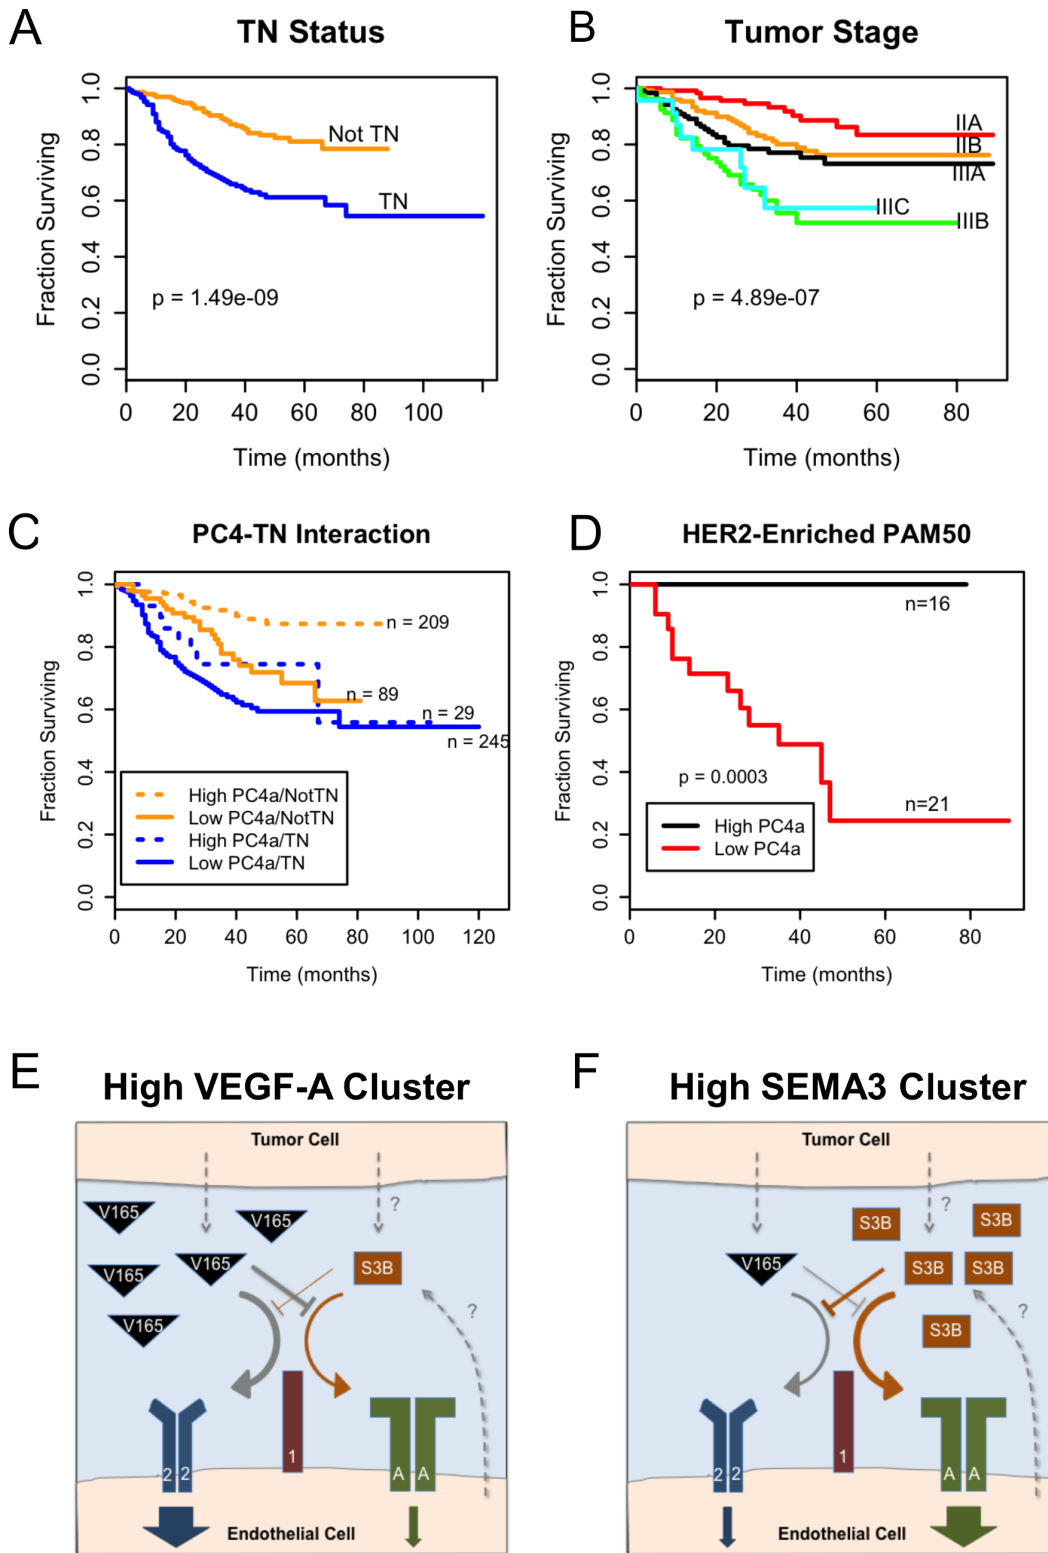 A
TN Status
Fraction Surviving
0.0 0.2 0.4 0.6 0.8 1.0
Not TN
TN
p = 1.49e-09
0 20 40 60 80 100
Time (months)
B
Tumor Stage
Fraction Surviving
0.0 0.2 0.4 0.6 0.8 1.0
IIA
IIB
IIIA
IIIC
IIIB
p = 4.89e-07
0 20 40 60 80
Time (months)
C
PC4-TN Interaction
Fraction Surviving
0.0 0.2 0.4 0.6 0.8 1.0
n = 209
n = 89
n = 29
n = 245
High PC4a/NotTN
Low PC4a/NotTN
High PC4a/TN
Low PC4a/TN
0 20 40 60 80 100 120
Time (months)
D
HER2-Enriched PAM50
Fraction Surviving
0.0 0.2 0.4 0.6 0.8 1.0
n=16
p = 0.0003
n=21
High PC4a
Low PC4a
0 20 40 60 80
Time (months)
E
High VEGF-A Cluster
Tumor Cell
V165
V165
?
V165
V165
S3B
V165
?
2 2
1
A A
Endothelial Cell
F
High SEMA3 Cluster
Tumor Cell
?
S3B
S3B
V165
S3B
S3B
?
S3B
2 2
1
A A
Endothelial Cell